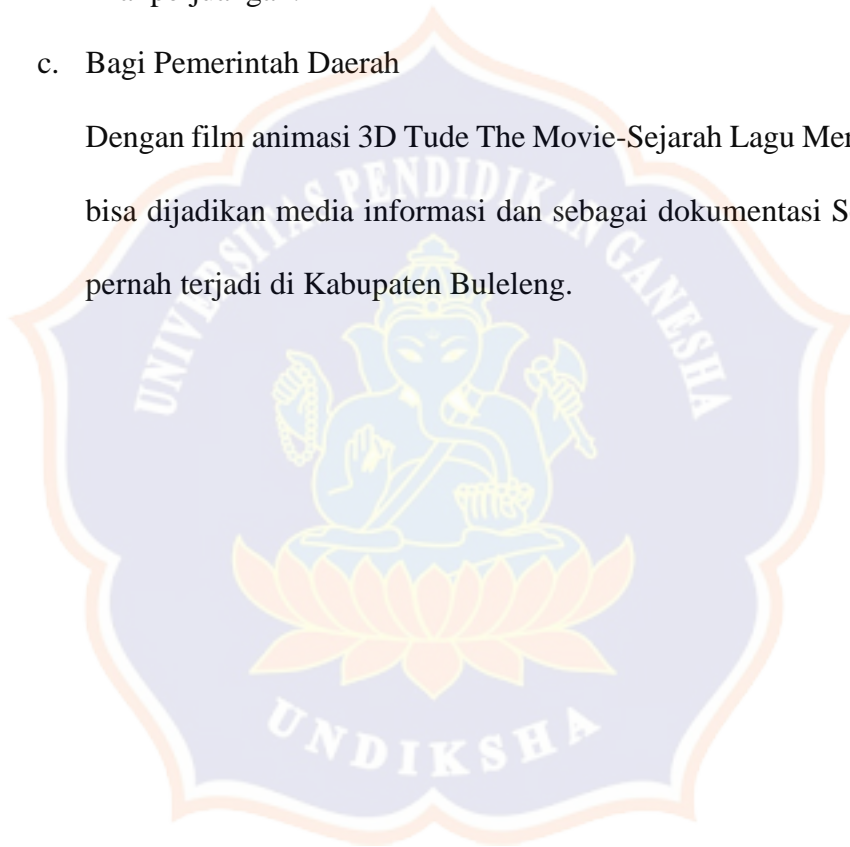 c. Bagi Pemerintah Daerah
Dengan film animasi 3D Tude The Movie-Sejarah Lagu
bisa dijadikan media informasi dan sebagai dokumentasi
pernah terjadi di Kabupaten Buleleng.
UNIVERSITAS PENDIDIKAN GANESHA
UNDIKSHA